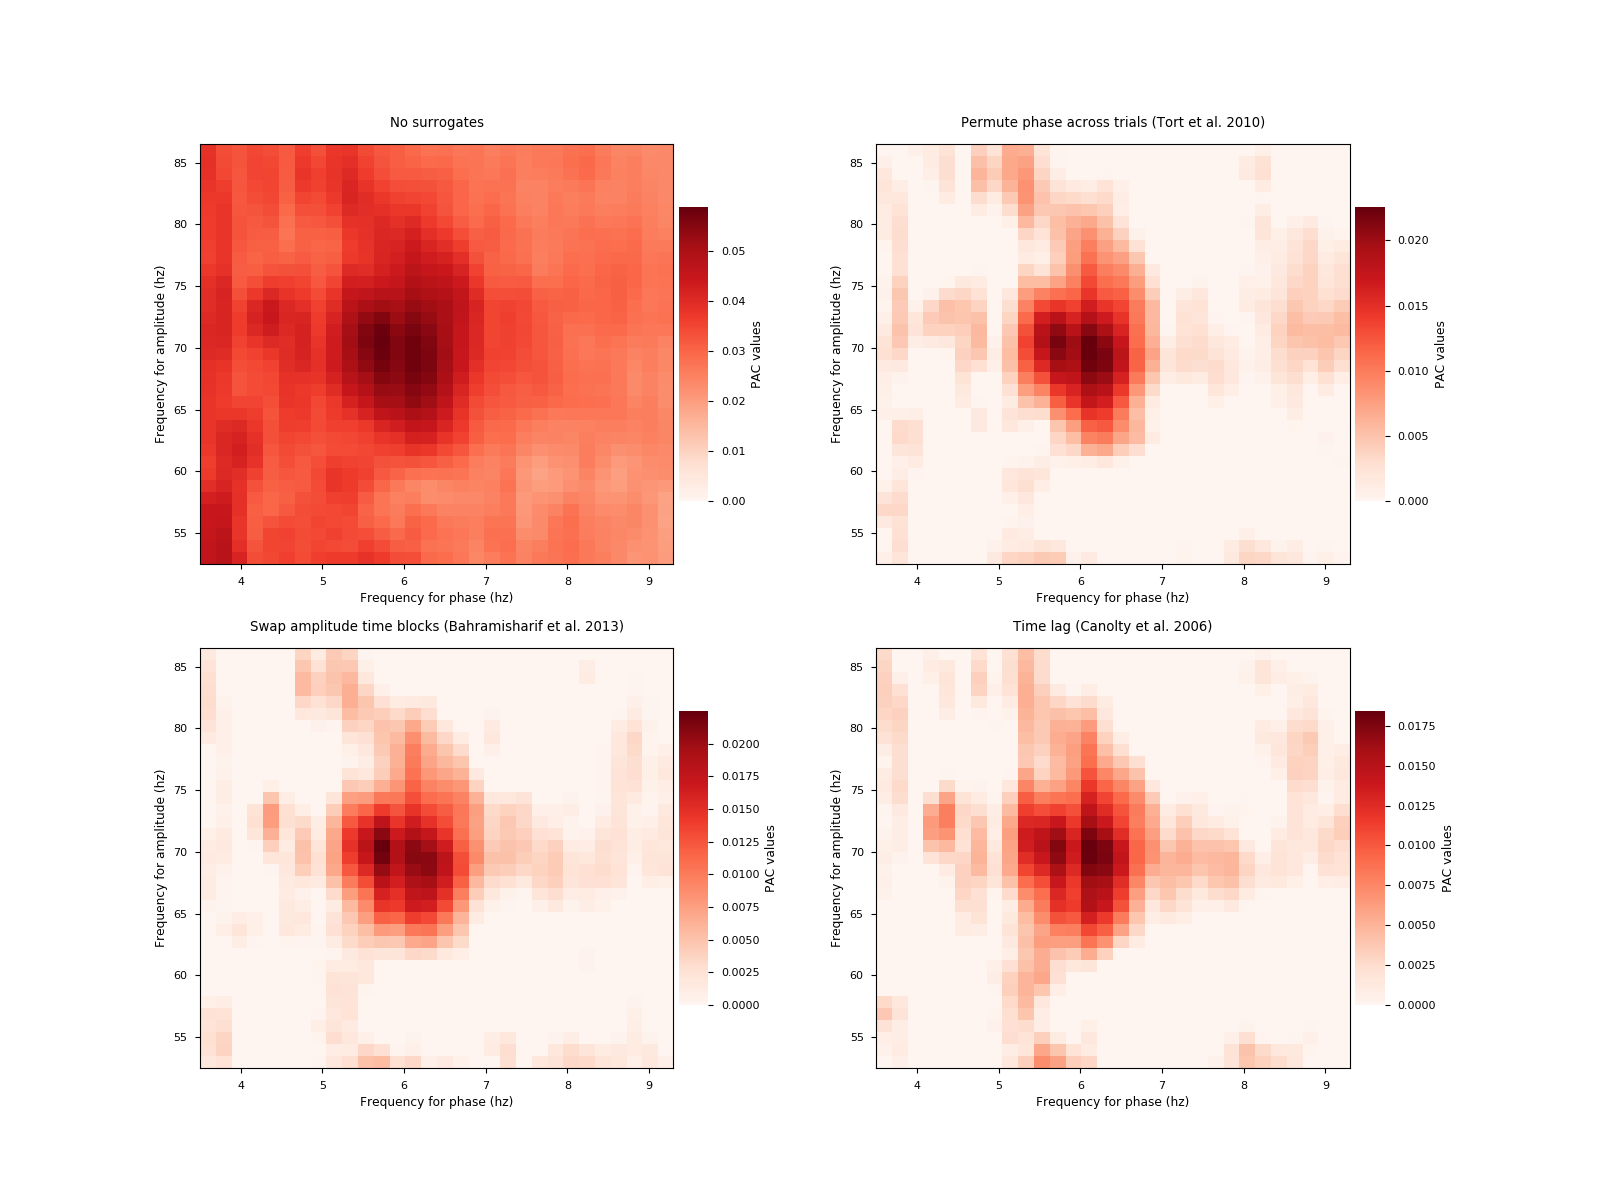 No surrogates
Frequency for amplitude (hz)
85
80
75
70
65
60
55
4 5 6 7 8 9
Frequency for phase (hz)
0.05
0.04
0.03
0.02
0.01
0.00
PAC values
Permute phase across trials (Tort et al. 2010)
Frequency for amplitude (hz)
85
80
75
70
65
60
55
4 5 6 7 8 9
Frequency for phase (hz)
0.020
0.015
0.010
0.005
0.000
PAC values
Swap amplitude time blocks (Bahramisharif et al. 2013)
Frequency for amplitude (hz)
85
80
75
70
65
60
55
4 5 6 7 8 9
Frequency for phase (hz)
0.0200
0.0175
0.0150
0.0125
0.0100
0.0075
0.0050
0.0025
0.0000
PAC values
Time lag (Canolty et al. 2006)
Frequency for amplitude (hz)
85
80
75
70
65
60
55
4 5 6 7 8 9
Frequency for phase (hz)
0.0175
0.0150
0.0125
0.0100
0.0075
0.0050
0.0025
0.0000
PAC values